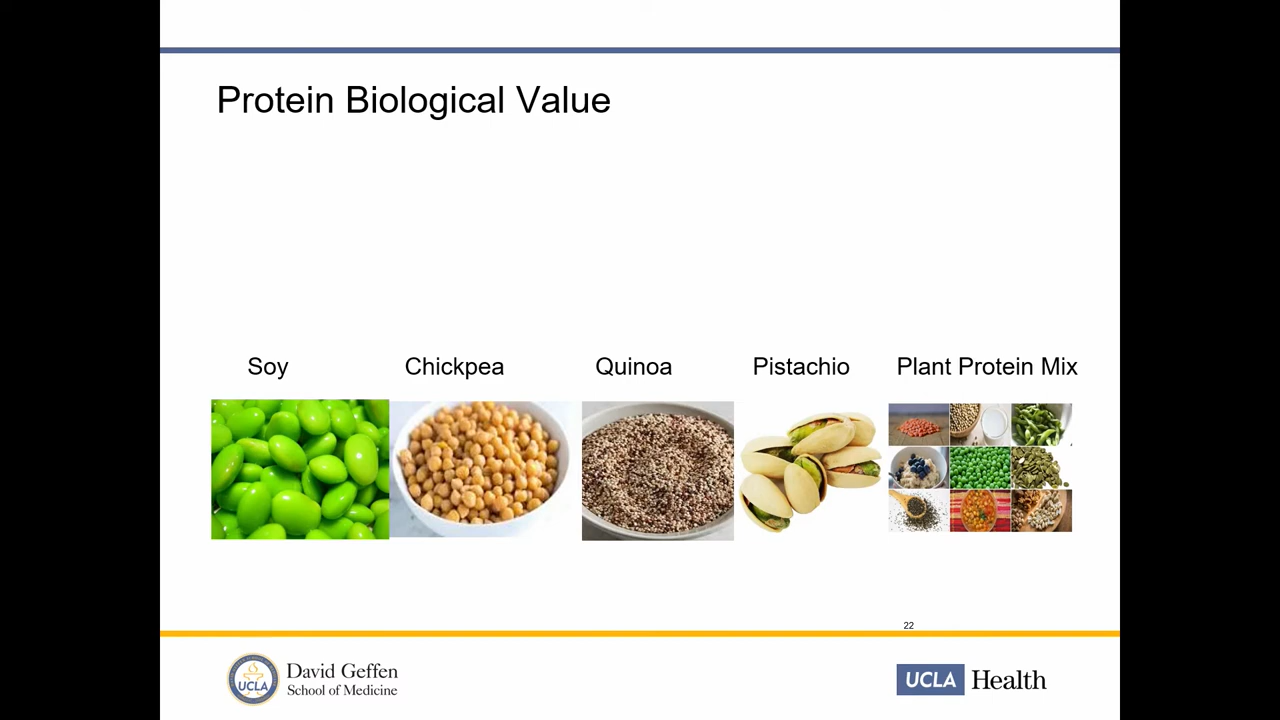 Protein Biological Value
Soy
Chickpea
Quinoa
Pistachio
Plant Protein Mix
22
UCLA
David Geffen
School of Medicine
UCLA Health